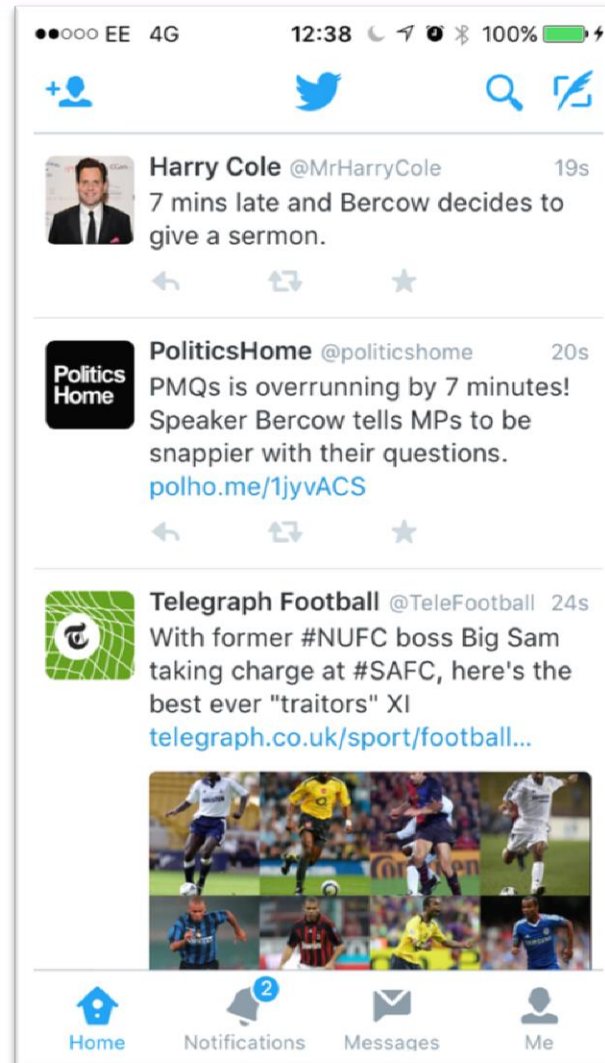 EE 4G 12:38 100%
Harry Cole @MrHarryCole 19s
7 mins late and Bercow decides to
give a sermon.
Politics
Home
PoliticsHome @politicshome 20s
PMQs is overrunning by 7 minutes!
Speaker Bercow tells MPs to be
snappier with their questions.
polho.me/1jyvACS
Telegraph Football @TeleFootball 24s
With former #NUFC boss Big Sam
taking charge at #SAFC, here's the
best ever "traitors" XI
telegraph.co.uk/sport/football...
2
Home Notifications Messages Me